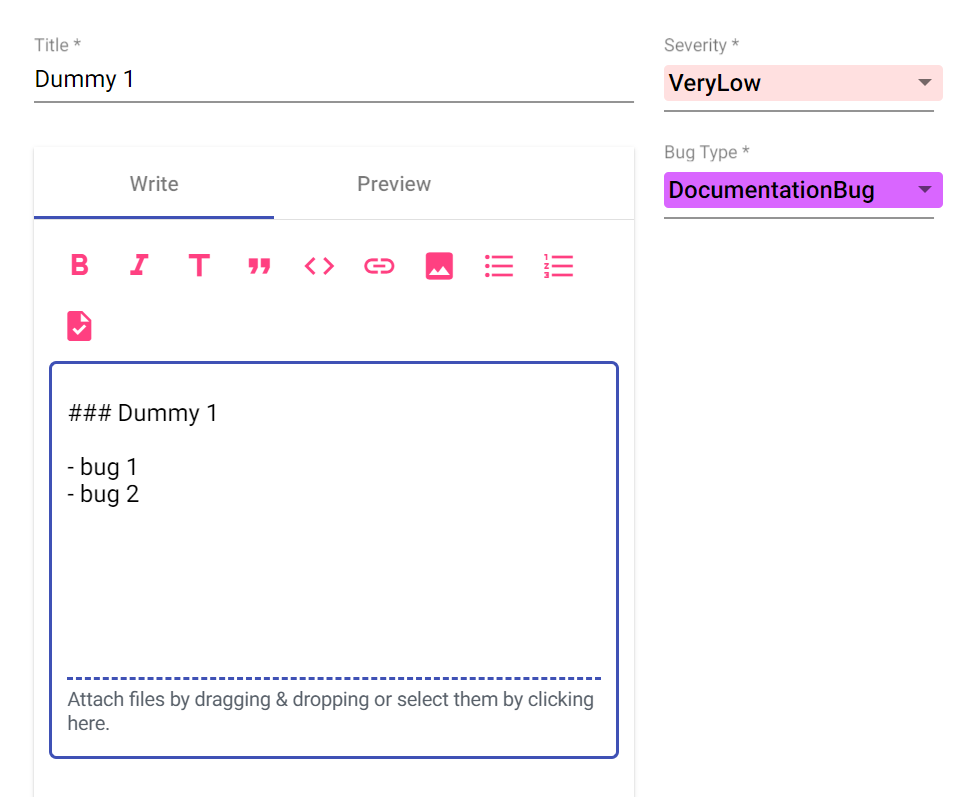 Title *
Dummy 1
Severity *
VeryLow
Bug Type *
DocumentationBug
Write Preview
### Dummy 1
- bug 1
- bug 2
Attach files by dragging & dropping or select them by clicking
here.